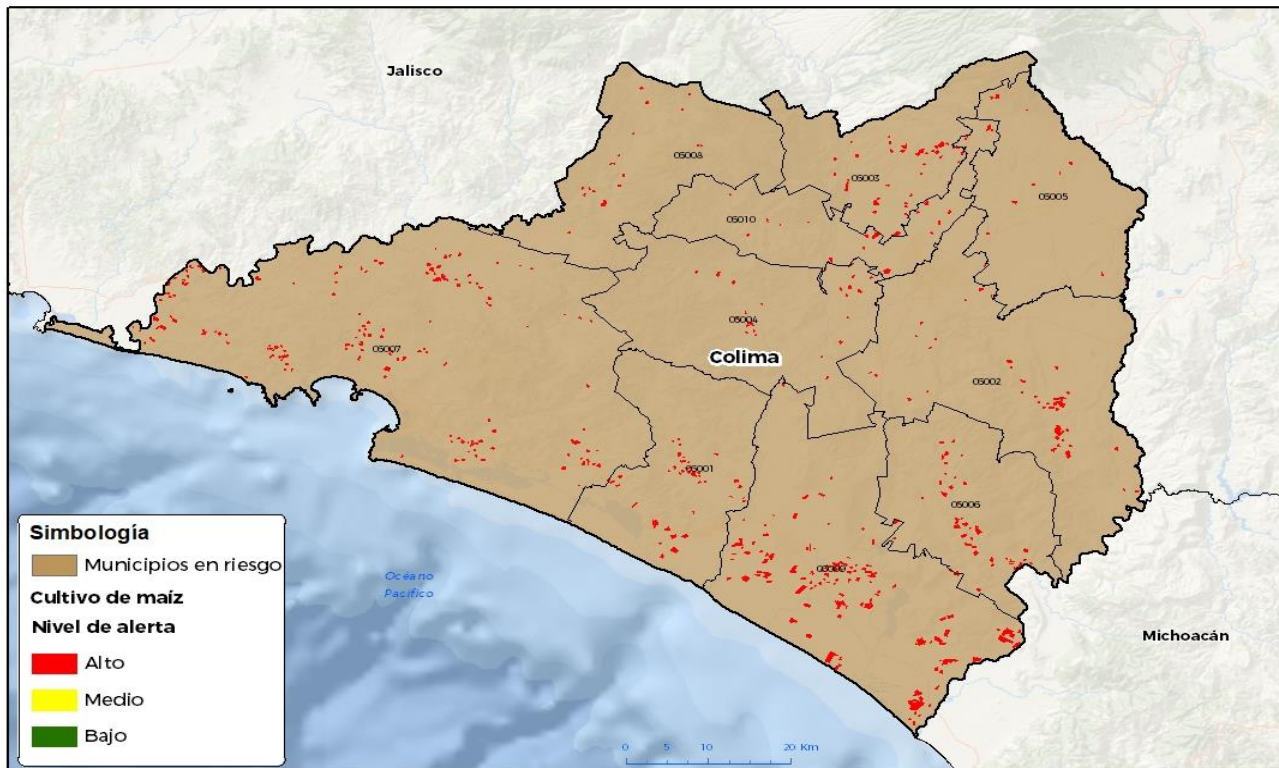 Jalisco
05008
05003
05005
05010
05004
05007
Colima
05002
05001
05006
Simbología
Municipios en riesgo
Cultivo de maíz
Nivel de alerta
Alto
Medio
Bajo
Océano
Pacífico
Michoacán
0 5 10 20 Km